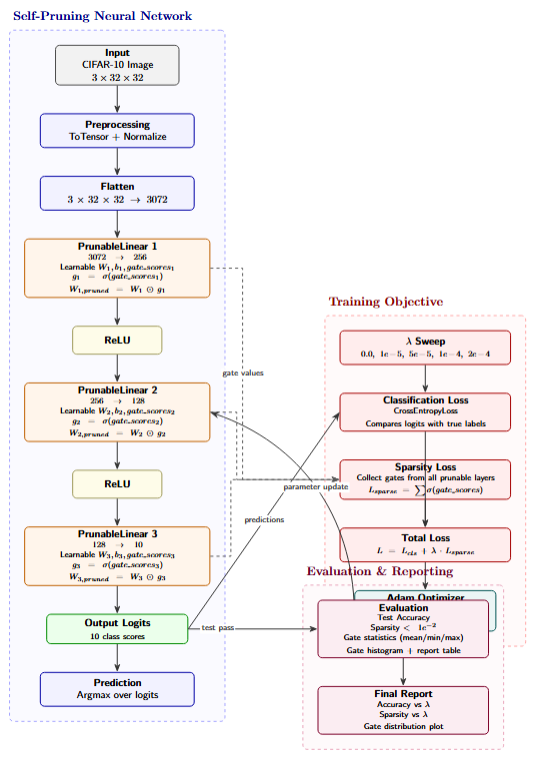 Self-Pruning Neural Network
Input
CIFAR-10 Image
3 × 32 × 32
Preprocessing
ToTensor + Normalize
Flatten
3 × 32 × 32 → 3072
PrunableLinear 1
3072 → 256
Learnable W₁, b₁, gate_scores₁
g₁ = σ(gate_scores₁)
W₁,pruned = W₁ ⊙ g₁
ReLU
PrunableLinear 2
256 → 128
Learnable W₂, b₂, gate_scores₂
g₂ = σ(gate_scores₂)
W₂,pruned = W₂ ⊙ g₂
ReLU
PrunableLinear 3
128 → 10
Learnable W₃, b₃, gate_scores₃
g₃ = σ(gate_scores₃)
W₃,pruned = W₃ ⊙ g₃
Output Logits
10 class scores
Prediction
Argmax over logits
gate values
parameter update
predictions
test pass
Training Objective
λ Sweep
0.0, 1e−5, 5e−5, 1e−4, 2e−4
Classification Loss
CrossEntropyLoss
Compares logits with true labels
Sparsity Loss
Collect gates from all prunable layers
L_sparse = ∑σ(gate_scores)
Total Loss
L = L_cls + λ · L_sparse
Evaluation & Reporting
Adam Optimizer
Evaluation
Test Accuracy
Sparsity < 1e⁻²
Gate statistics (mean/min/max)
Gate histogram + report table
Final Report
Accuracy vs λ
Sparsity vs λ
Gate distribution plot